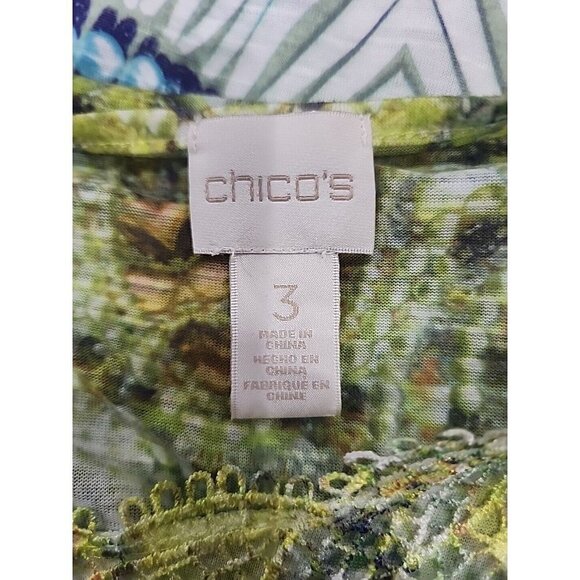 chico's
3
MADE IN
CHINA
HECHO EN
CHINA
FABRIQUÉ EN
CHINE